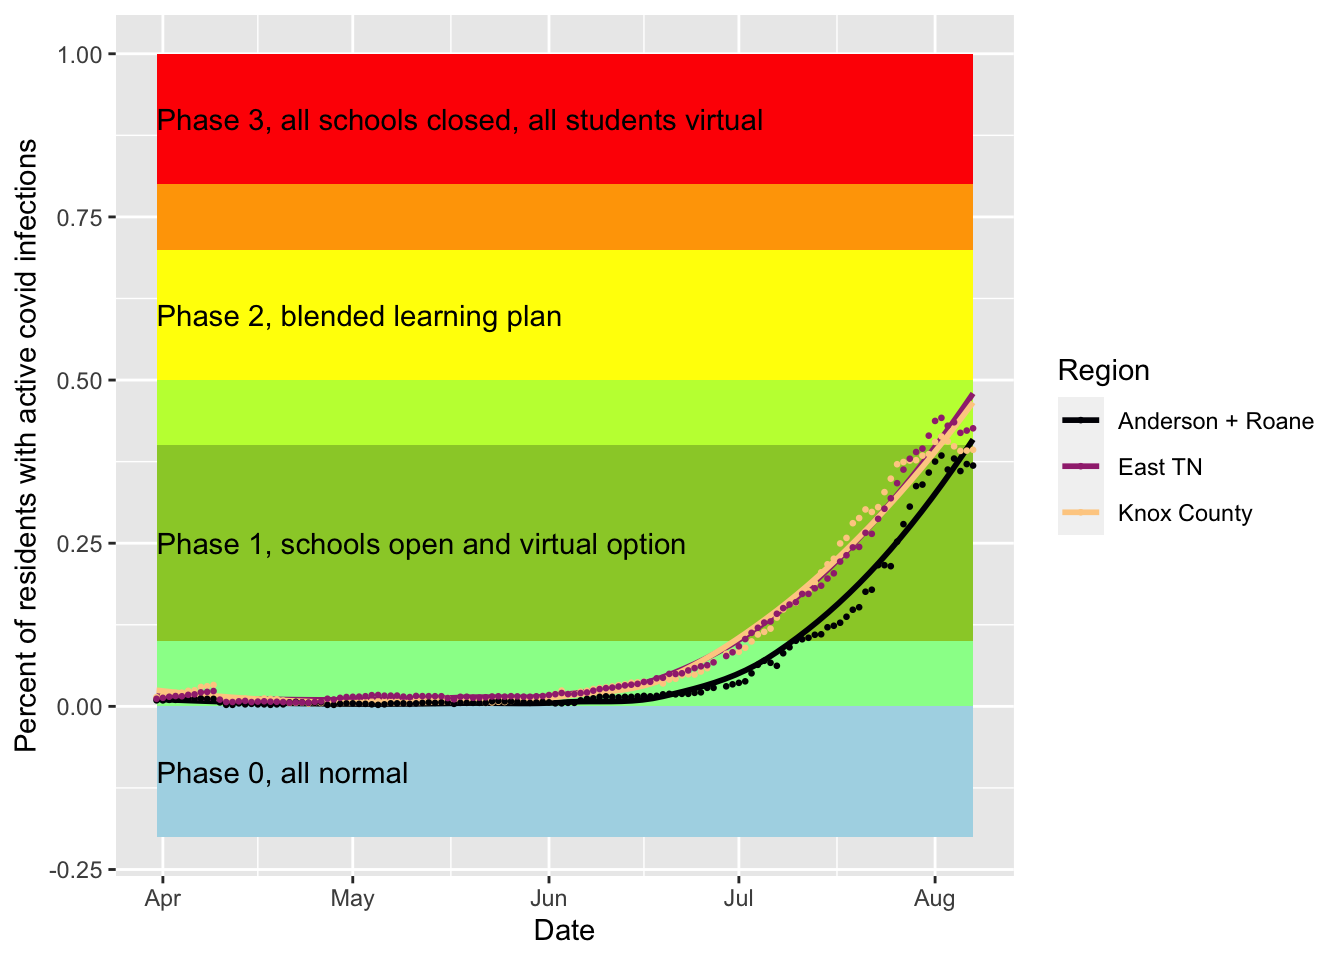 1.00
Phase 3, all schools closed, all students virtual
0.75
Phase 2, blended learning plan
0.50
Phase 1, schools open and virtual option
0.25
0.00
Phase 0, all normal
-0.25
Percent of residents with active covid infections
Apr May Jun Jul Aug
Date
Region
Anderson + Roane
East TN
Knox County